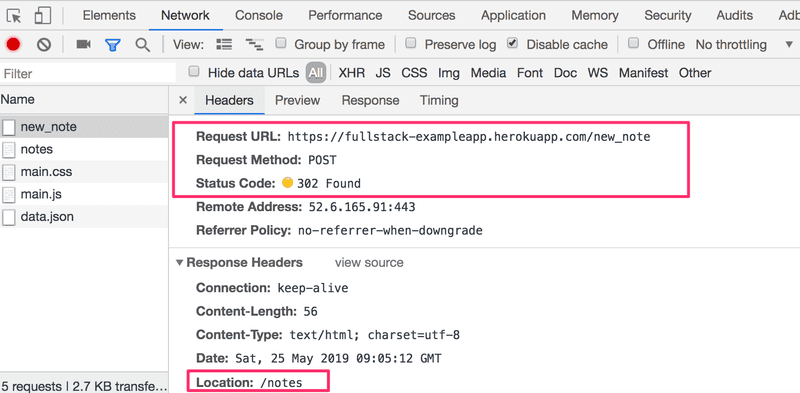 Elements Network Console Performance Sources Application Memory Security Audits Adb
View: Group by frame Preserve log Disable cache Offline No throttling
Filter Hide data URLs All XHR JS CSS Img Media Font Doc WS Manifest Other
Name × Headers Preview Response Timing
new_note
notes
main.css
main.js
data.json
Request URL: https://fullstack-exampleapp.herokuapp.com/new_note
Request Method: POST
Status Code: 302 Found
Remote Address: 52.6.165.91:443
Referrer Policy: no-referrer-when-downgrade
Response Headers view source
Connection: keep-alive
Content-Length: 56
Content-Type: text/html; charset=utf-8
Date: Sat, 25 May 2019 09:05:12 GMT
Location: /notes
5 requests | 2.7 KB transfe...